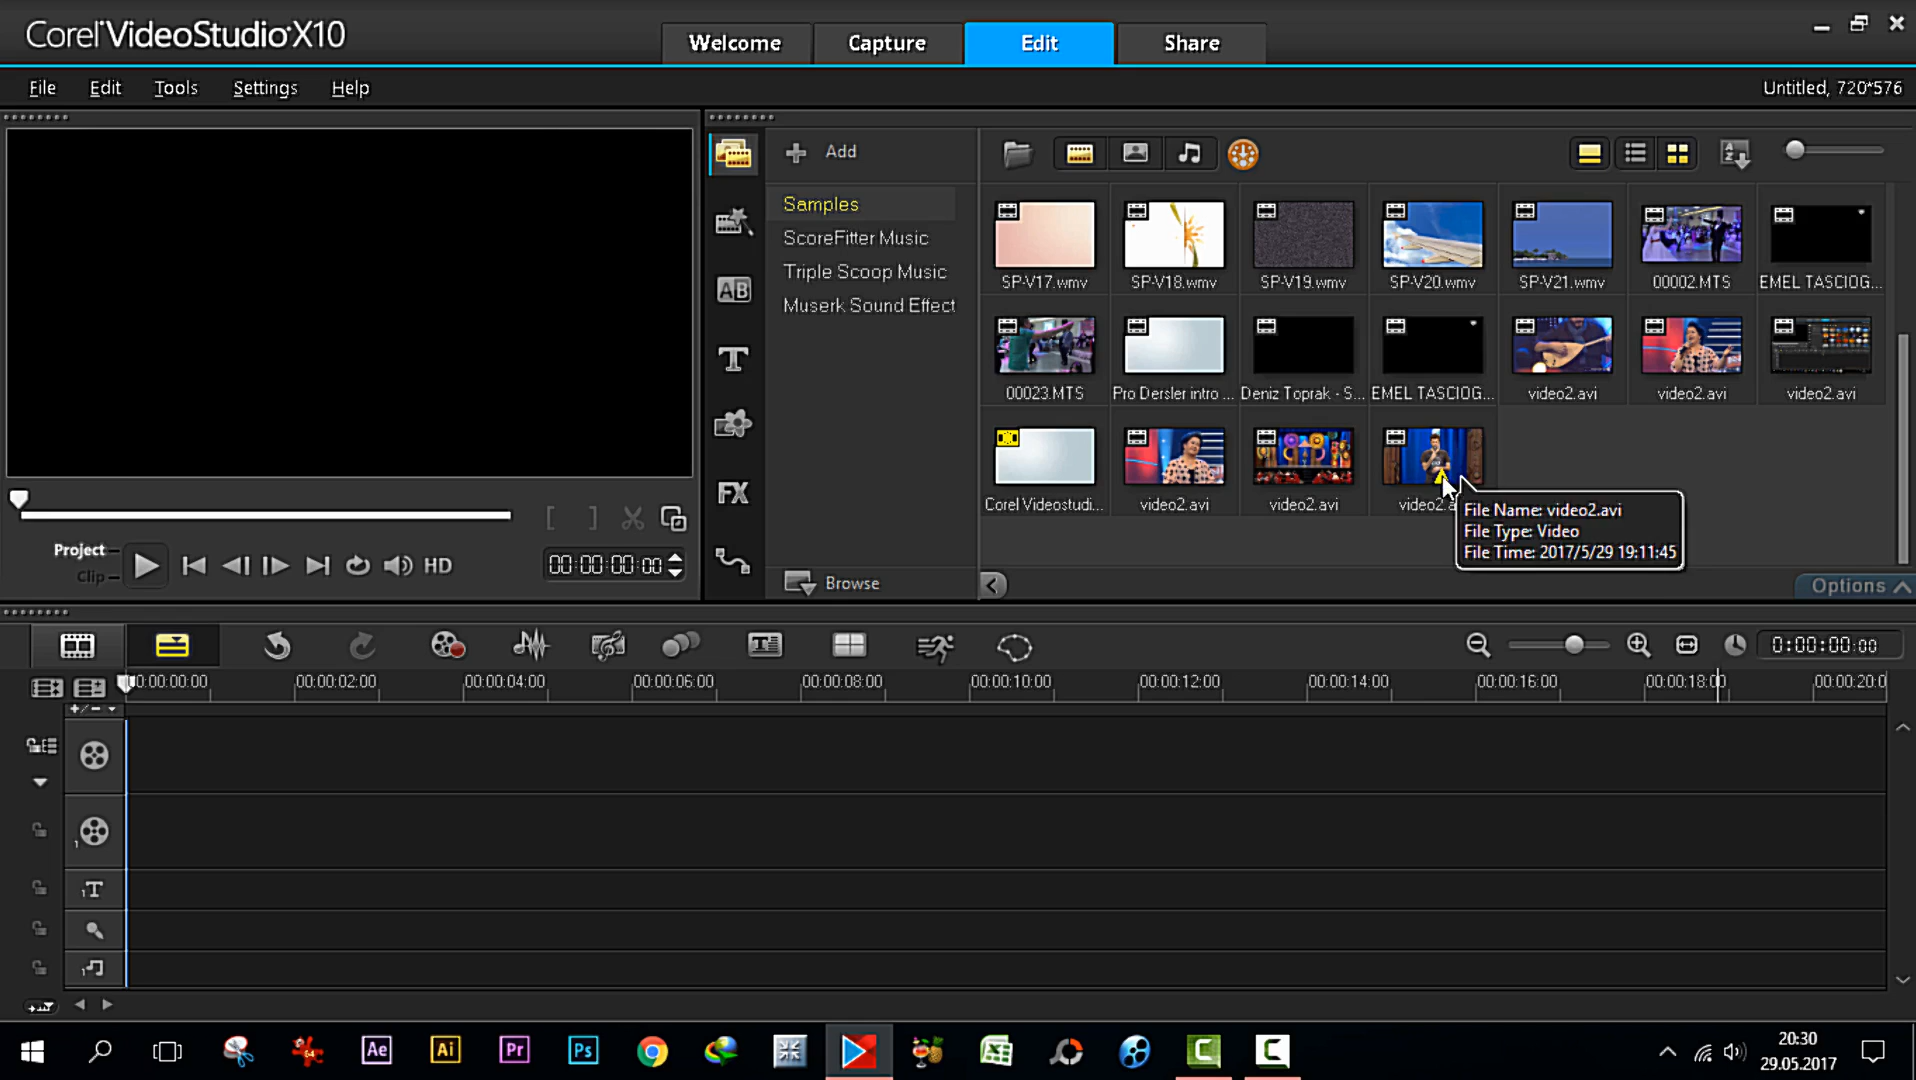 Corel VideoStudio X10
Welcome
Capture
Edit
Share
File
Edit
Tools
Settings
Help
Untitled, 720*576
Add
Samples
ScoreFitter Music
Triple Scoop Music
Muserk Sound Effect
Browse
SP-V17.wmv
SP-V18.wmv
SP-V19.wmv
SP-V20.wmv
SP-V21.wmv
00002.MTS
EMEL TASCIOG...
00023.MTS
Pro Dersler intro ...
Deniz Toprak - S...
EMEL TASCIOG...
video2.avi
video2.avi
video2.avi
Corel Videostudi...
video2.avi
video2.avi
video2.a
File Name: video2.avi
File Type: Video
File Time: 2017/5/29 19:11:45
Options
AB
T
FX
Project
Clip
HD
00:00:00:00
0:00:00:00
00:00:00:00
00:00:02:00
00:00:04:00
00:00:06:00
00:00:08:00
00:00:10:00
00:00:12:00
00:00:14:00
00:00:16:00
00:00:18:00
00:00:20:0
1
1T
1
Ae
Ai
Pr
Ps
20:30
29.05.2017